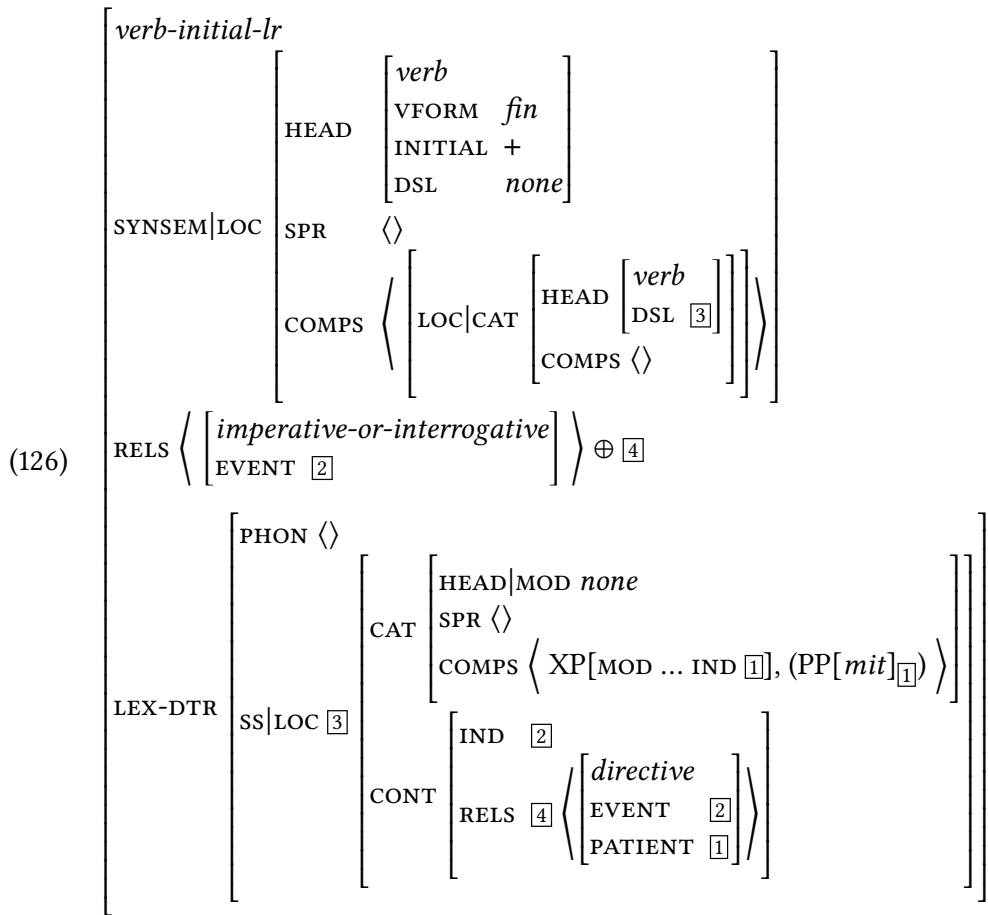 verb-initial-lr
verb
VFORM fin
HEAD
INITIAL +
DSL none
SYNSEM|LOC
SPR ⟨⟩
verb
HEAD
DSL 3
COMPS ⟨ LOC|CAT ⟩
COMPS ⟨⟩
imperative-or-interrogative
RELS ⟨ ⟩ ⊕ 4
(126)
EVENT 2
PHON ⟨⟩
HEAD|MOD none
SPR ⟨⟩
CAT
COMPS ⟨ XP[MOD ... IND 1], (PP[mit]1) ⟩
LEX-DTR
SS|LOC 3
IND 2
directive
CONT
RELS 4 ⟨ EVENT 2 ⟩
PATIENT 1